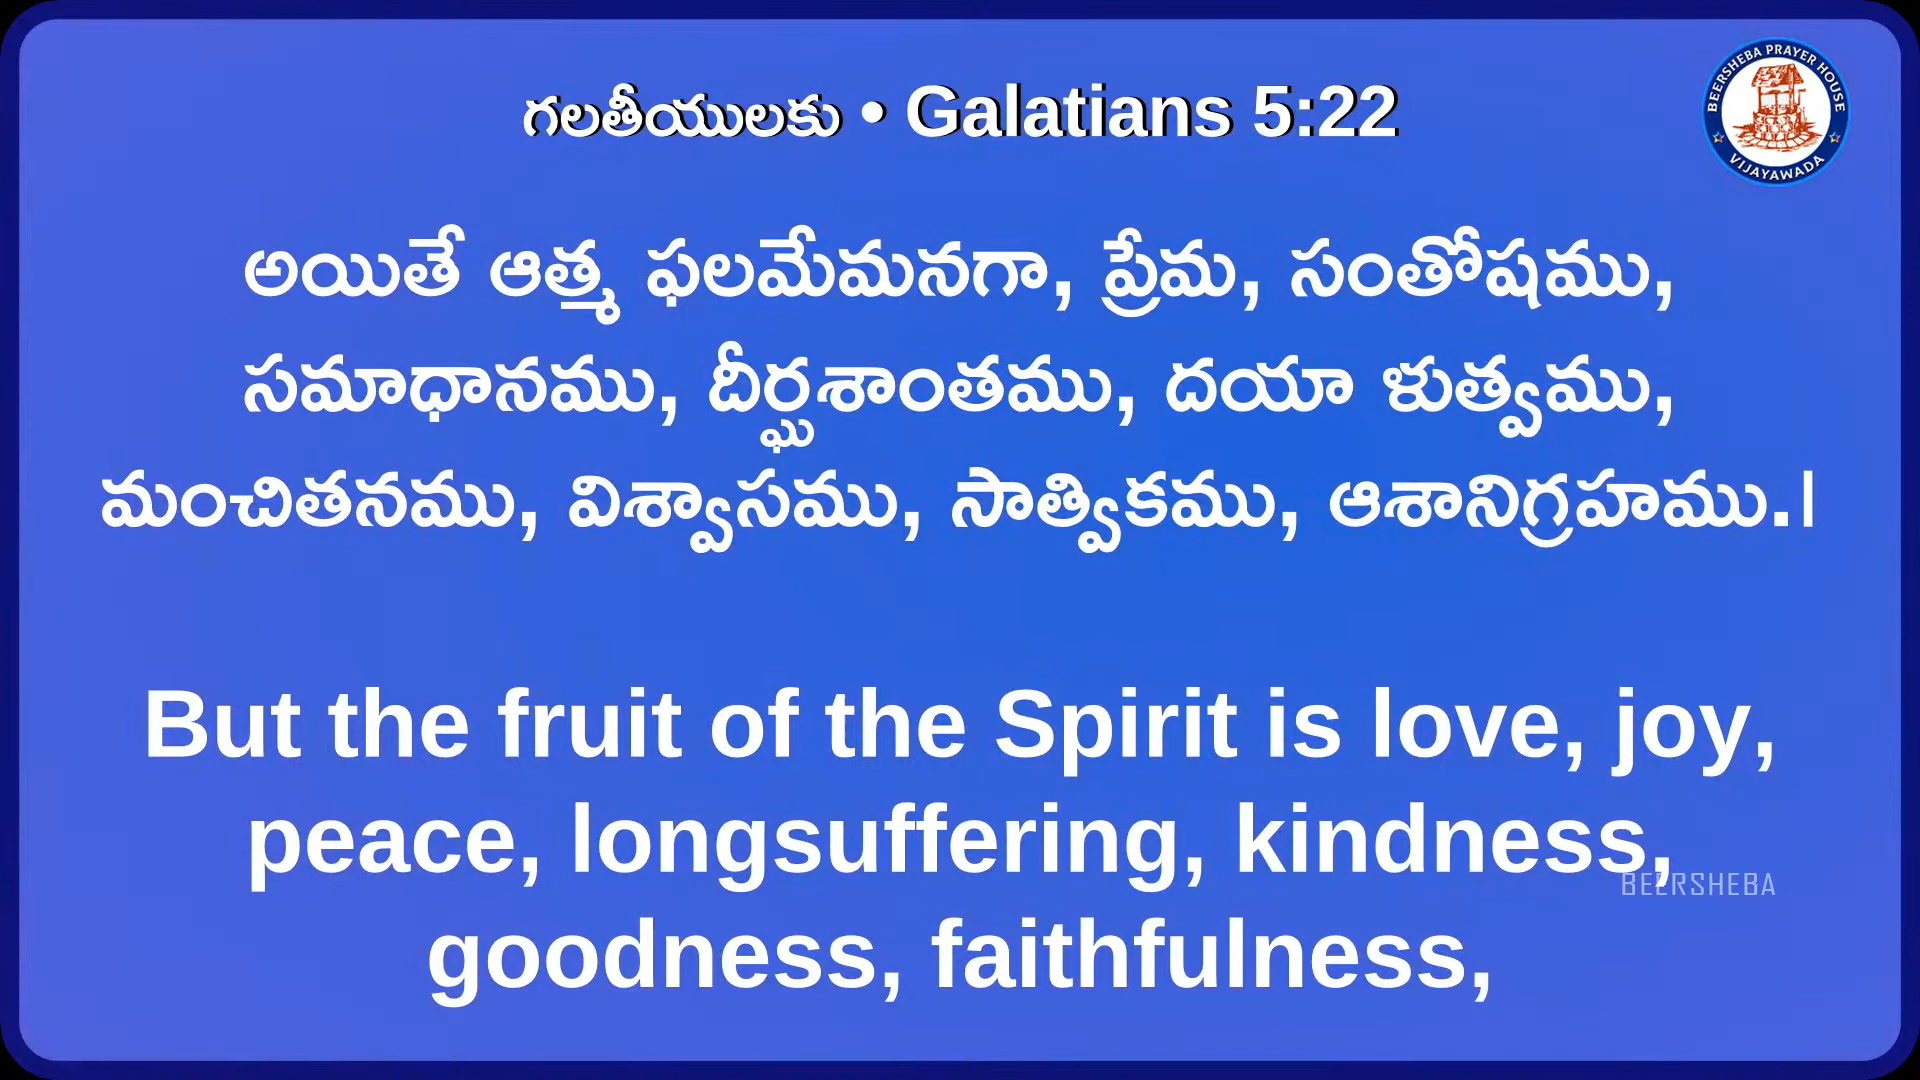 గలతీయులకు • Galatians 5:22
BEERSHEBA PRAYER HOUSE
VIJAYAWADA
అయితే ఆత్మ ఫలమేమనగా, ప్రేమ, సంతోషము,
సమాధానము, దీర్ఘశాంతము, దయా ళుత్వము,
మంచితనము, విశ్వాసము, సాత్వికము, ఆశానిగ్రహము.|
But the fruit of the Spirit is love, joy,
peace, longsuffering, kindness,
BEERSHEBA
goodness, faithfulness,